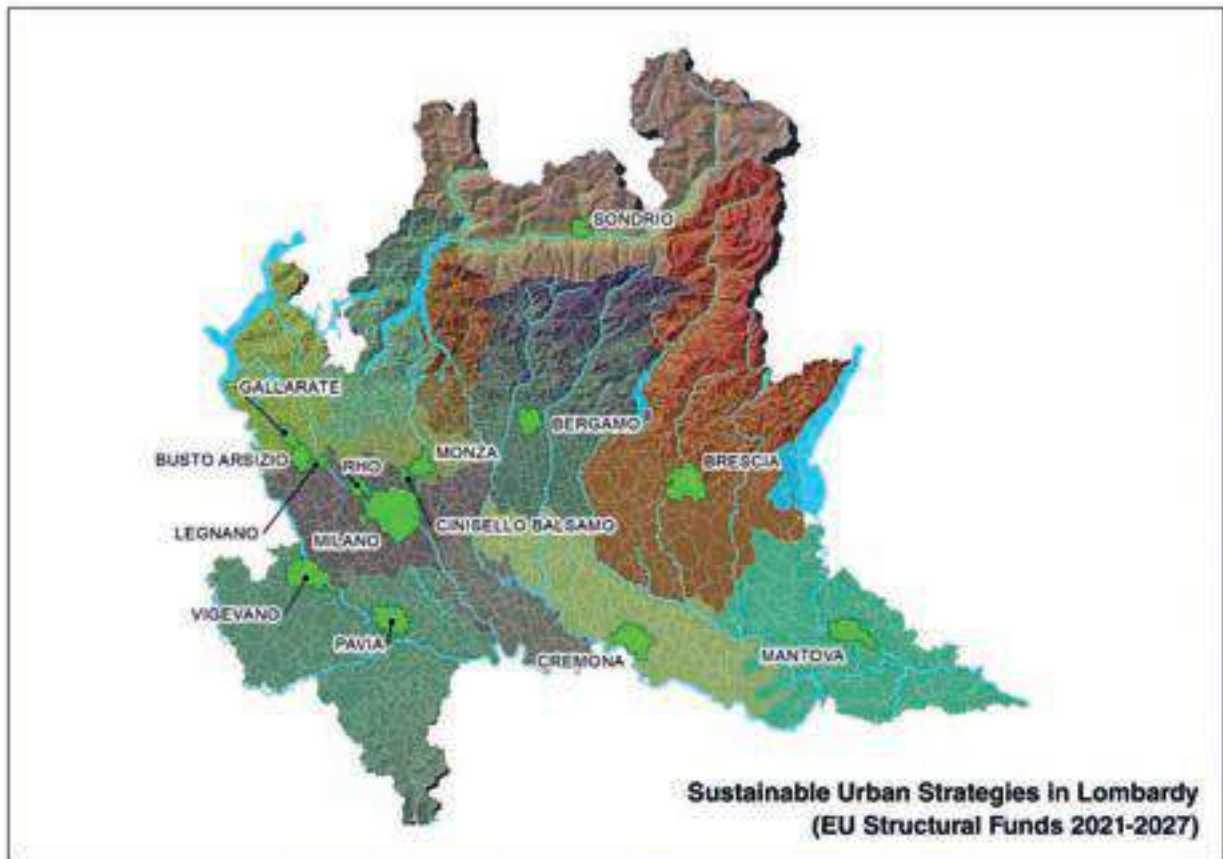 SONDRIO
GALLARATE
BERGAMO
MONZA
BUSTO ARSIZIO
RHO
BRESCIA
CINISELLO BALSAMO
LEGNANO
MILANO
VIGEVANO
PAVIA
CREMONA
MANTOVA
Sustainable Urban Strategies in Lombardy
(EU Structural Funds 2021-2027)